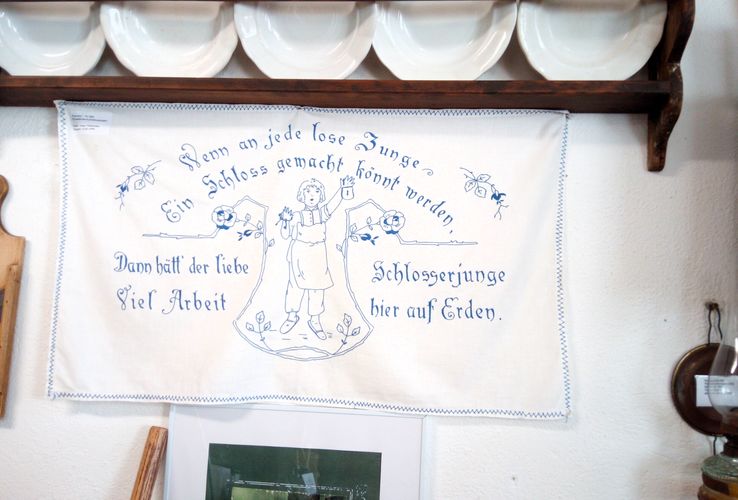 Wenn an jede lose Zunge
Ein Schloss gemacht könnt werden,
Dann hätt' der liebe Schlosserjunge
Viel Arbeit hier auf Erden.